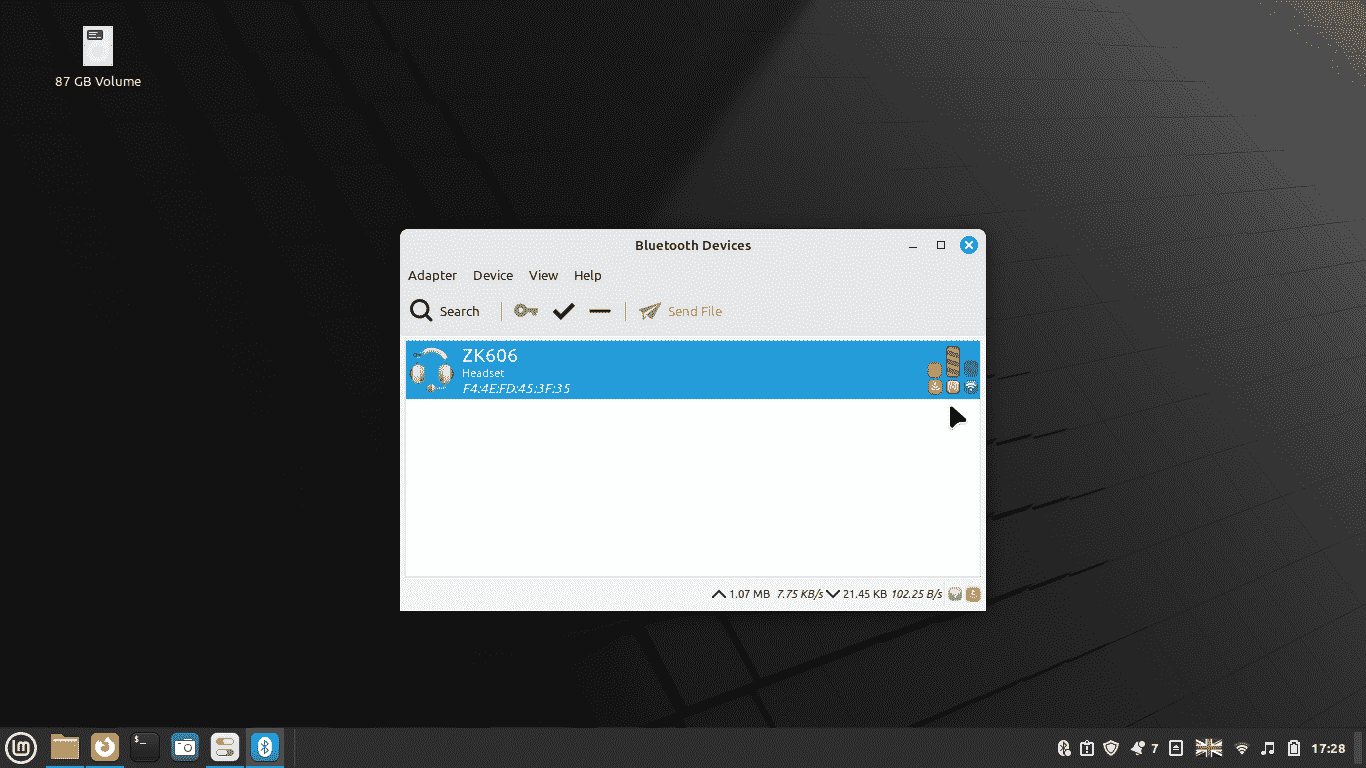 87 GB Volume
Bluetooth Devices
Adapter Device View Help
Search Send File
ZK606
Headset
F4:4E:FD:45:3F:35
1.07 MB 7.75 KB/s 21.45 KB 102.25 B/s
lm $_ 7 17:28